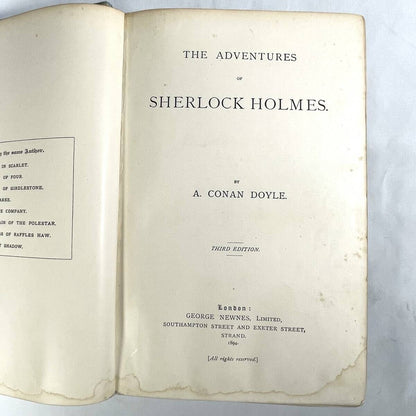 by the same Author.
IN SCARLET.
OF FOUR.
OF GIRDLESTONE.
COMPANY.
OF THE POLESTAR.
OF RAFFLES HAW.
SHADOW,
THE ADVENTURES
OF
SHERLOCK HOLMES.
BY
A. CONAN DOYLE.
THIRD EDITION.
London:
GEORGE NEWNES, LIMITED,
SOUTHAMPTON STREET AND EXETER STREET,
STRAND.
1894.
[All rights reserved.]